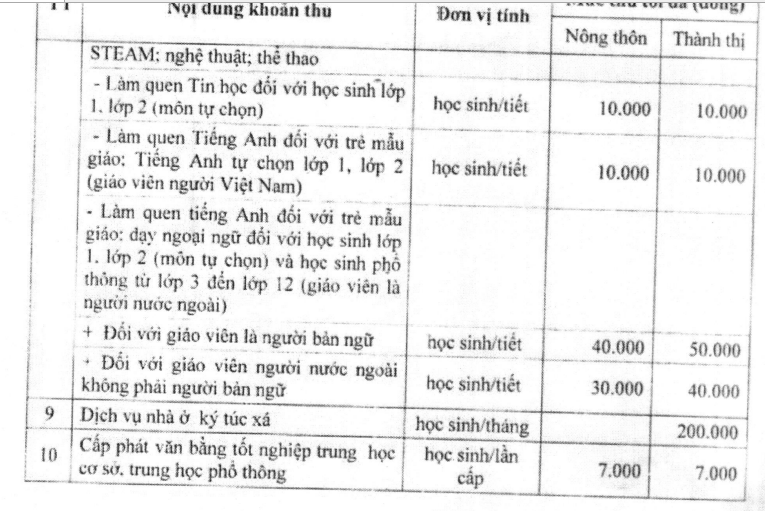 TT
Nội dung khoản thu
Đơn vị tính
Mức thu tối đa (đồng)
Nông thôn
Thành thị
STEAM; nghệ thuật; thể thao
- Làm quen Tin học đối với học sinh lớp
1, lớp 2 (môn tự chọn)
học sinh/tiết
10.000
10.000
- Làm quen Tiếng Anh đối với trẻ mẫu
giáo: Tiếng Anh tự chọn lớp 1, lớp 2
(giáo viên người Việt Nam)
học sinh/tiết
10.000
10.000
- Làm quen tiếng Anh đối với trẻ mẫu
giáo: dạy ngoại ngữ đối với học sinh lớp
1, lớp 2 (môn tự chọn) và học sinh phổ
thông từ lớp 3 đến lớp 12 (giáo viên là
người nước ngoài)
+ Đối với giáo viên là người bản ngữ
học sinh/tiết
40.000
50.000
+ Đối với giáo viên người nước ngoài
không phải người bản ngữ
học sinh/tiết
30.000
40.000
9
Dịch vụ nhà ở ký túc xá
học sinh/tháng
200.000
10
Cấp phát văn bằng tốt nghiệp trung học
cơ sở, trung học phổ thông
học sinh/lần
cấp
7.000
7.000